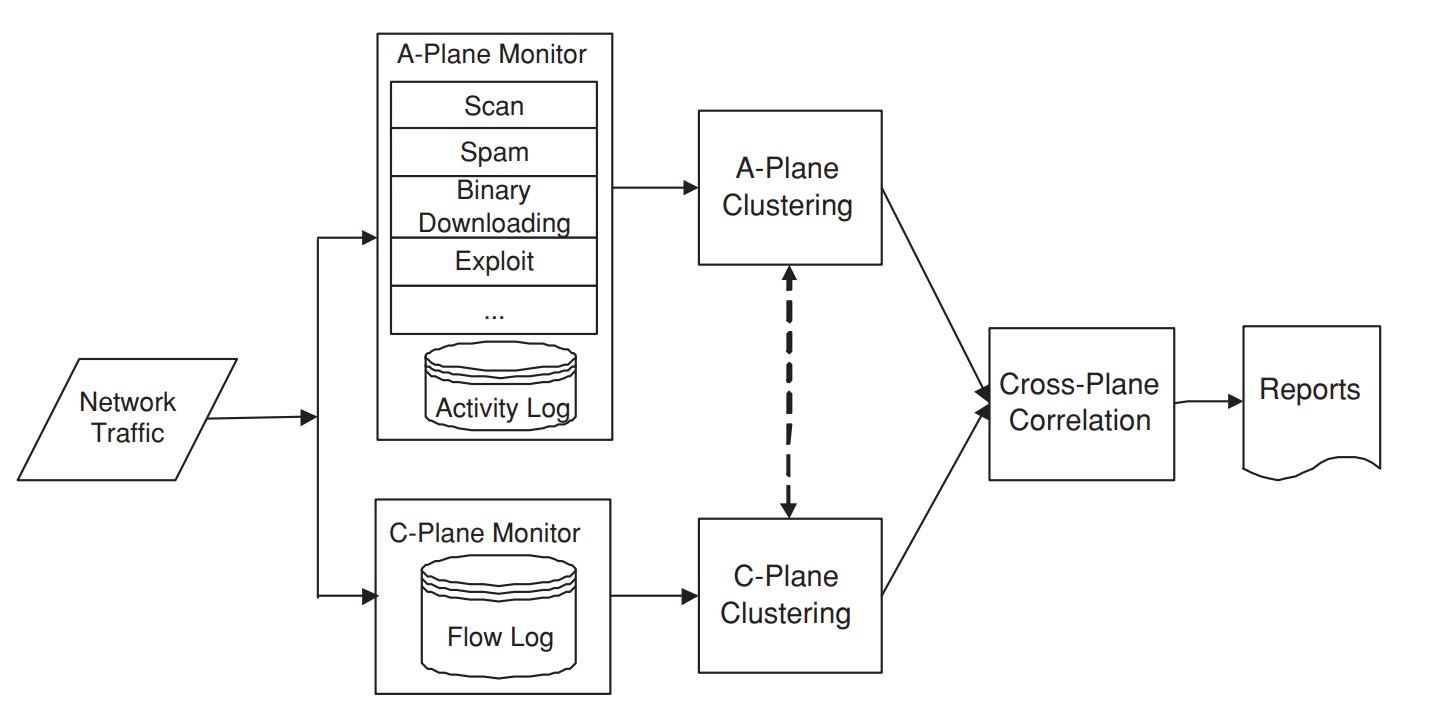 A-Plane Monitor
Scan
Spam
Binary
Downloading
Exploit
...
Activity Log
A-Plane
Clustering
Network
Traffic
Cross-Plane
Correlation
Reports
C-Plane Monitor
Flow Log
C-Plane
Clustering